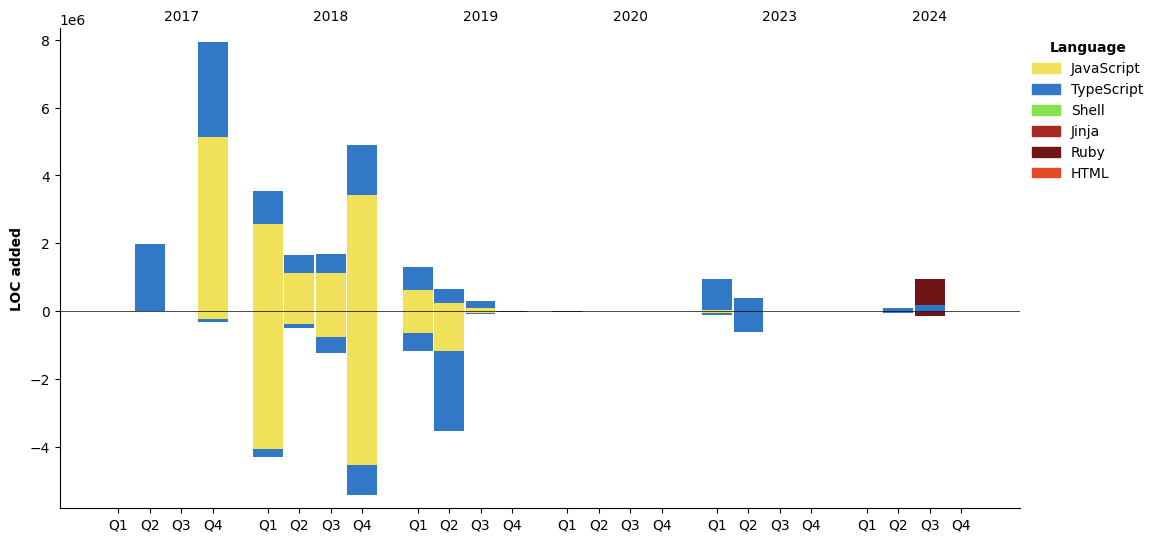 1e6
2017 2018 2019 2020 2023 2024
8
6
4
2
0
−2
−4
LOC added
Q1 Q2 Q3 Q4 Q1 Q2 Q3 Q4 Q1 Q2 Q3 Q4 Q1 Q2 Q3 Q4 Q1 Q2 Q3 Q4 Q1 Q2 Q3 Q4
Language
JavaScript
TypeScript
Shell
Jinja
Ruby
HTML